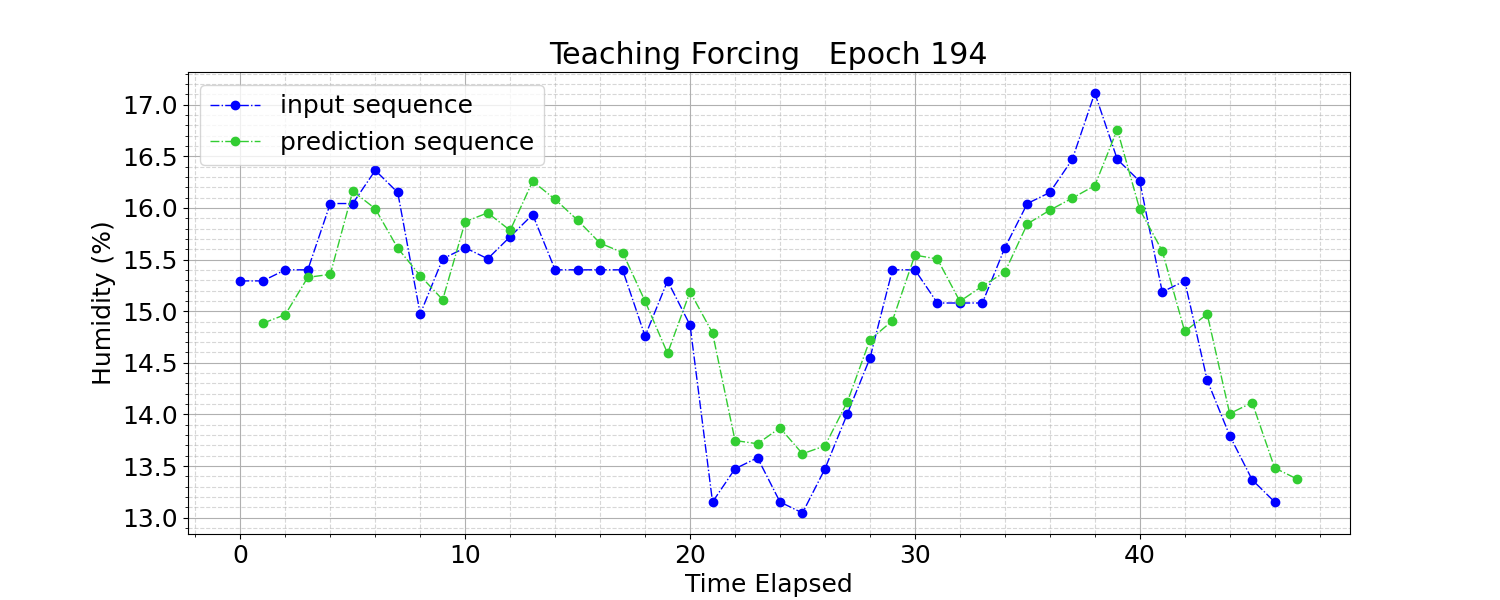 Teaching Forcing   Epoch 194
input sequence
prediction sequence
Humidity (%)
17.0
16.5
16.0
15.5
15.0
14.5
14.0
13.5
13.0
0 10 20 30 40
Time Elapsed